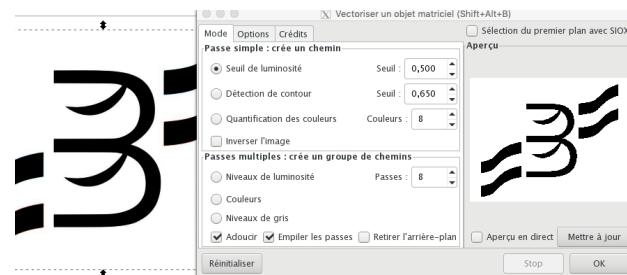 Vectoriser un objet matriciel (Shift+Alt+B)
Mode Options Crédits
Passe simple : crée un chemin
Seuil de luminosité Seuil : 0,500
Détection de contour Seuil : 0,650
Quantification des couleurs Couleurs : 8
Inverser l'image
Passes multiples : crée un groupe de chemins
Niveaux de luminosité Passes : 8
Couleurs
Niveaux de gris
Adoucir Empiler les passes Retirer l'arrière-plan
Réinitialiser
Sélection du premier plan avec SIOX
Aperçu
Aperçu en direct Mettre à jour
Stop OK